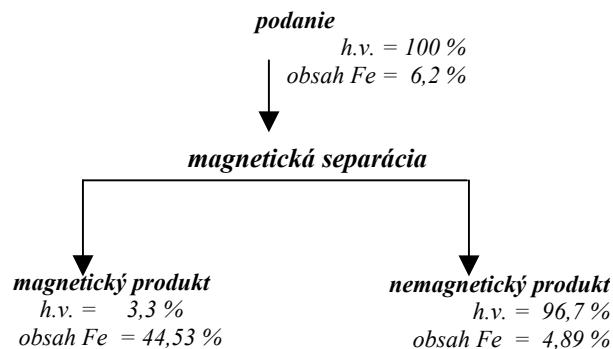 podanie
h.v. = 100 %
obsah Fe = 6,2 %
magnetická separácia
magnetický produkt
h.v. = 3,3 %
obsah Fe = 44,53 %
nemagnetický produkt
h.v. = 96,7 %
obsah Fe = 4,89 %